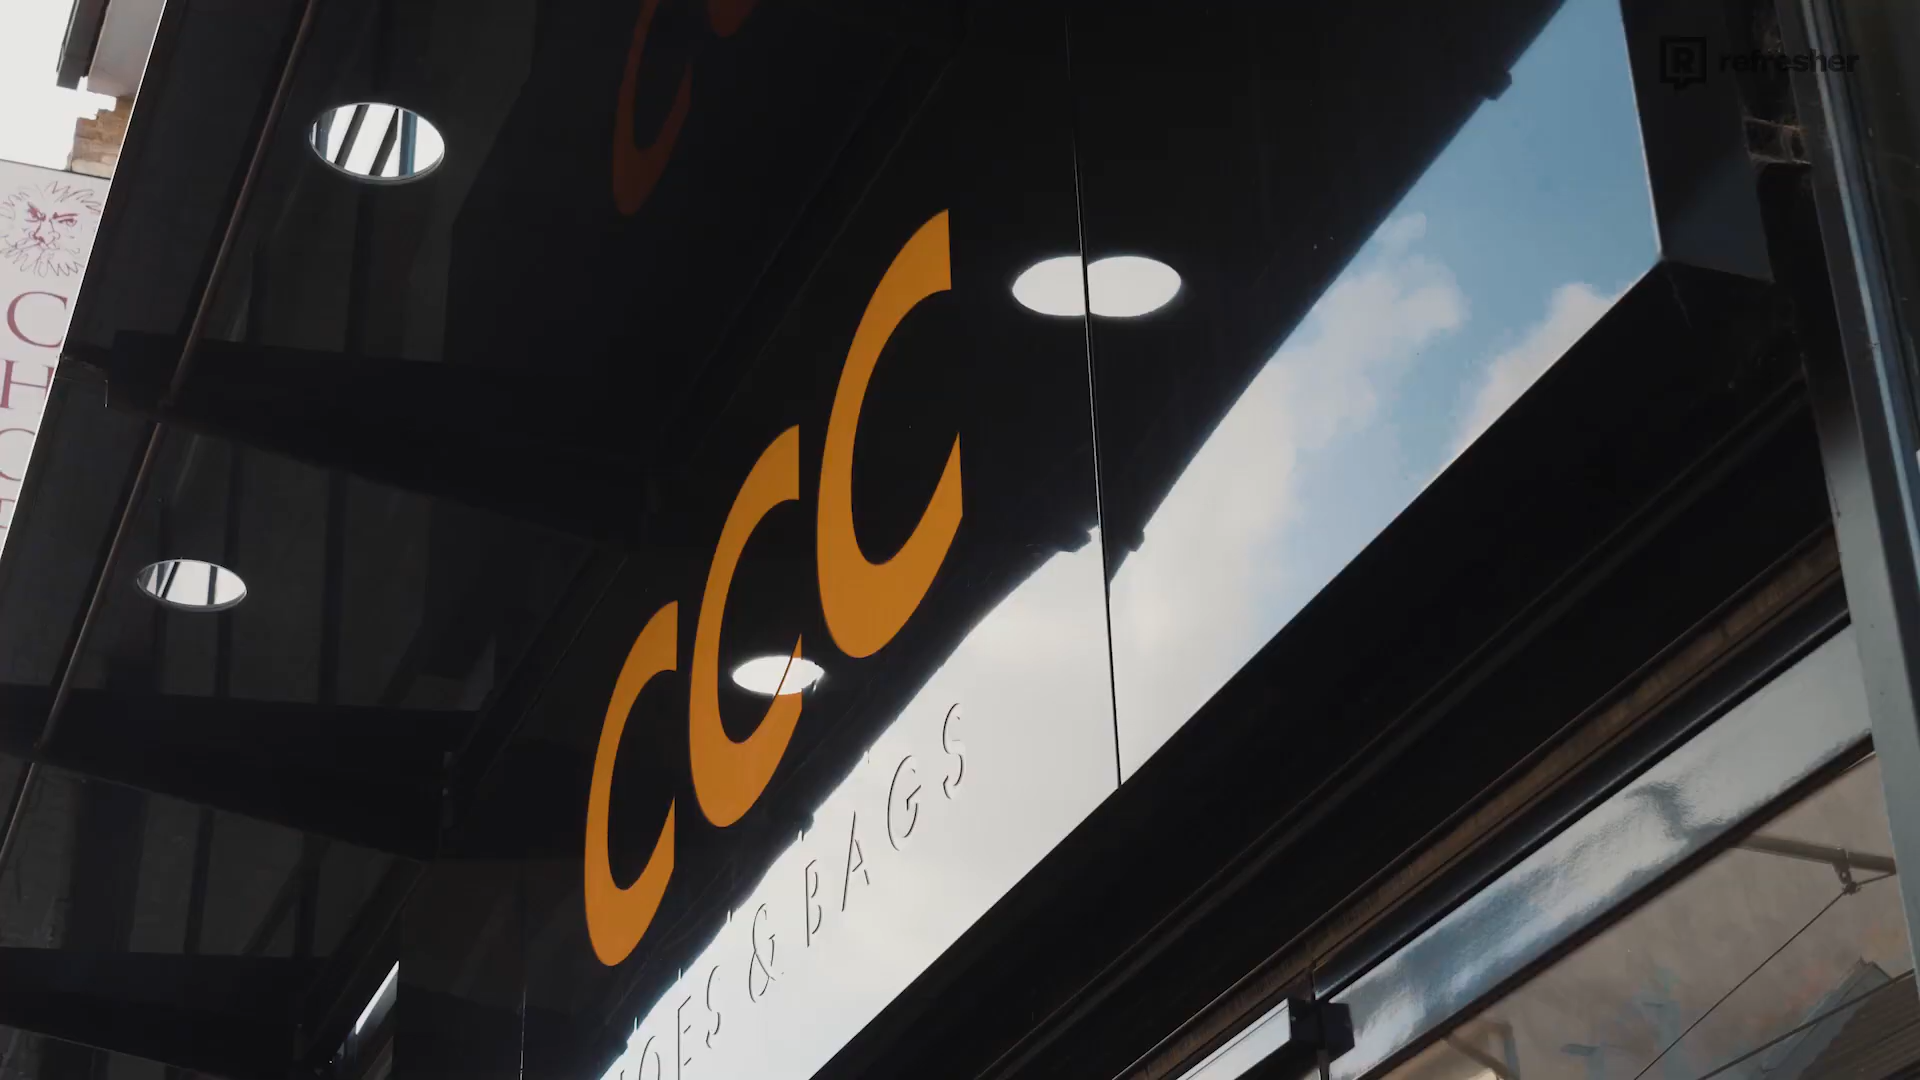 refresher
CCC
OES & BAGS
C
H
O